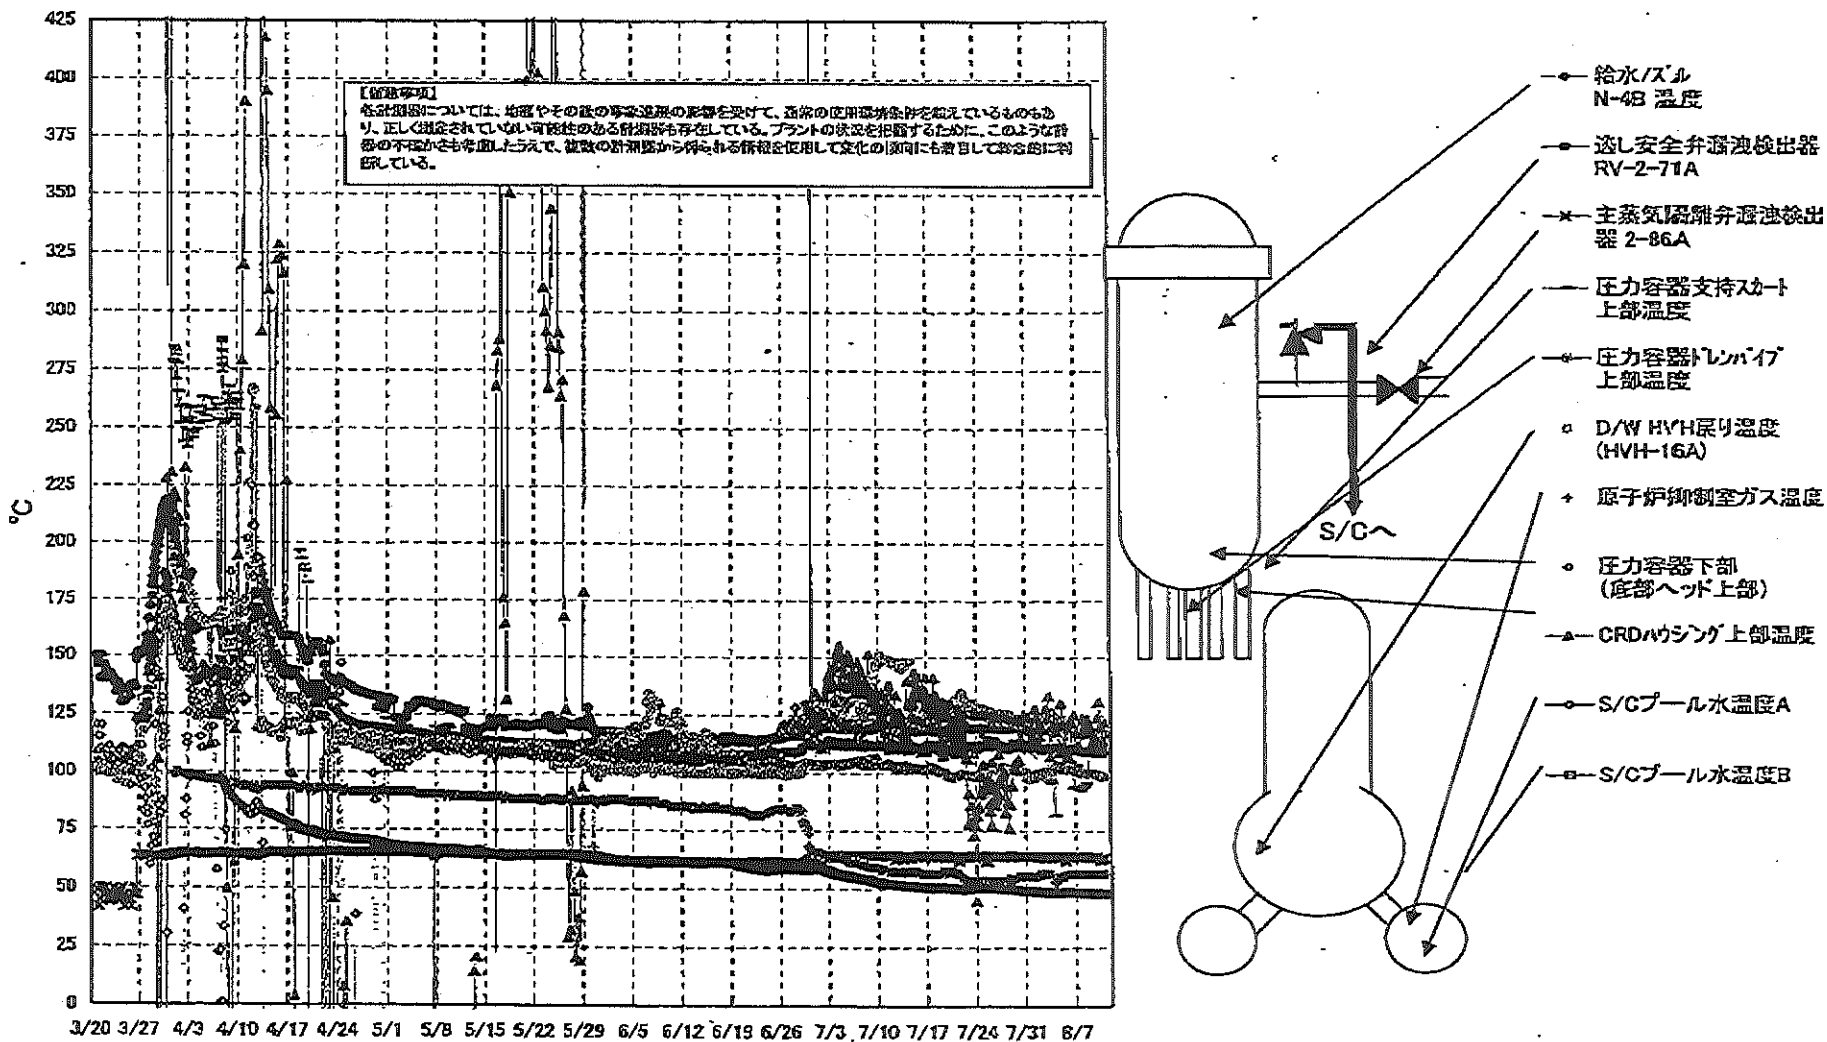 425
400
375
350
325
300
275
250
225
200
175
150
125
100
75
50
25
0
℃
3/20 3/27 4/3 4/10 4/17 4/24 5/1 5/8 5/15 5/22 5/29 6/5 6/12 6/19 6/26 7/3 7/10 7/17 7/24 7/31 8/7
各計測器については、地震やその後の事象進展の影響を受けて、通常の使用環境条件を超えているものもあ
り、正しく測定されていない可能性のある計測器も存在している。プラントの状況を把握するために、このような計
器の不確かさも考慮したうえで、複数の計測器から得られる情報を使用して変化の傾向にも着目して総合的に判
断している。
S/Cへ
給水ノズル
N-4B 温度
逃し安全弁漏洩検出器
RV-2-71A
主蒸気隔離弁漏洩検出
器 2-86A
圧力容器支持スカート
上部温度
圧力容器ドレンパイプ
上部温度
D/W HVH戻り温度
(HVH-16A)
原子炉抑制室ガス温度
圧力容器下部
(底部ヘッド上部)
CRDハウジング上部温度
S/Cプール水温度A
S/Cプール水温度B